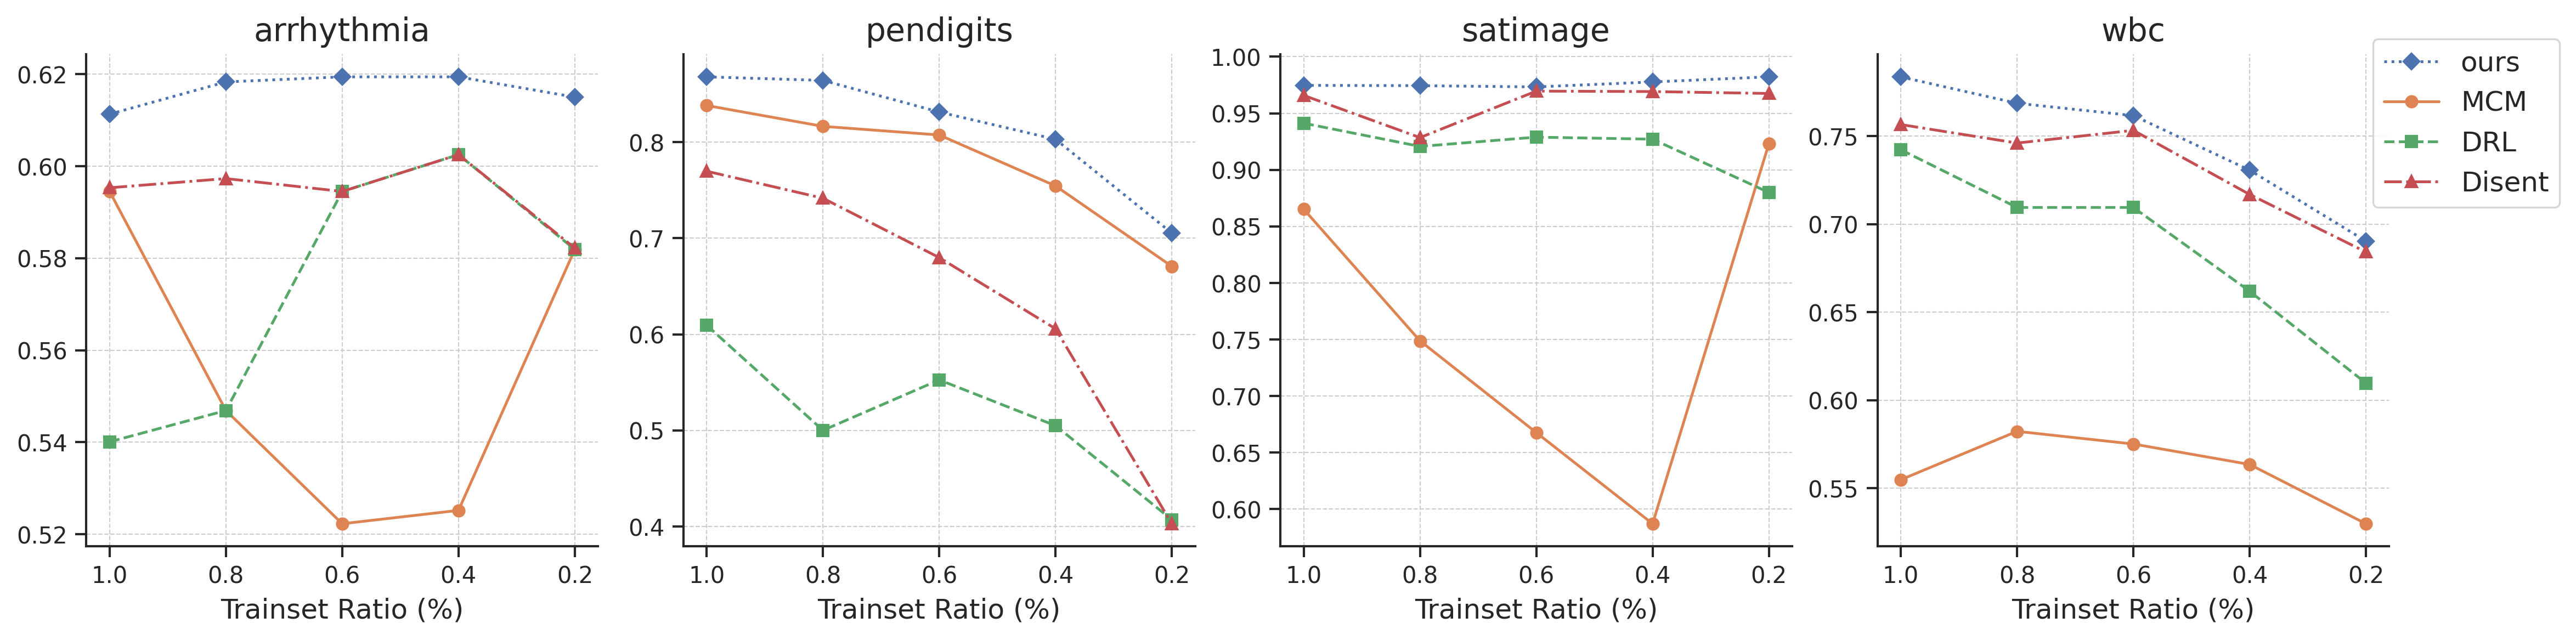 arrhythmia
0.62
0.60
0.58
0.56
0.54
0.52
1.0 0.8 0.6 0.4 0.2
Trainset Ratio (%)
pendigits
0.8
0.7
0.6
0.5
0.4
1.0 0.8 0.6 0.4 0.2
Trainset Ratio (%)
satimage
1.00
0.95
0.90
0.85
0.80
0.75
0.70
0.65
0.60
1.0 0.8 0.6 0.4 0.2
Trainset Ratio (%)
wbc
0.75
0.70
0.65
0.60
0.55
1.0 0.8 0.6 0.4 0.2
Trainset Ratio (%)
ours
MCM
DRL
Disent